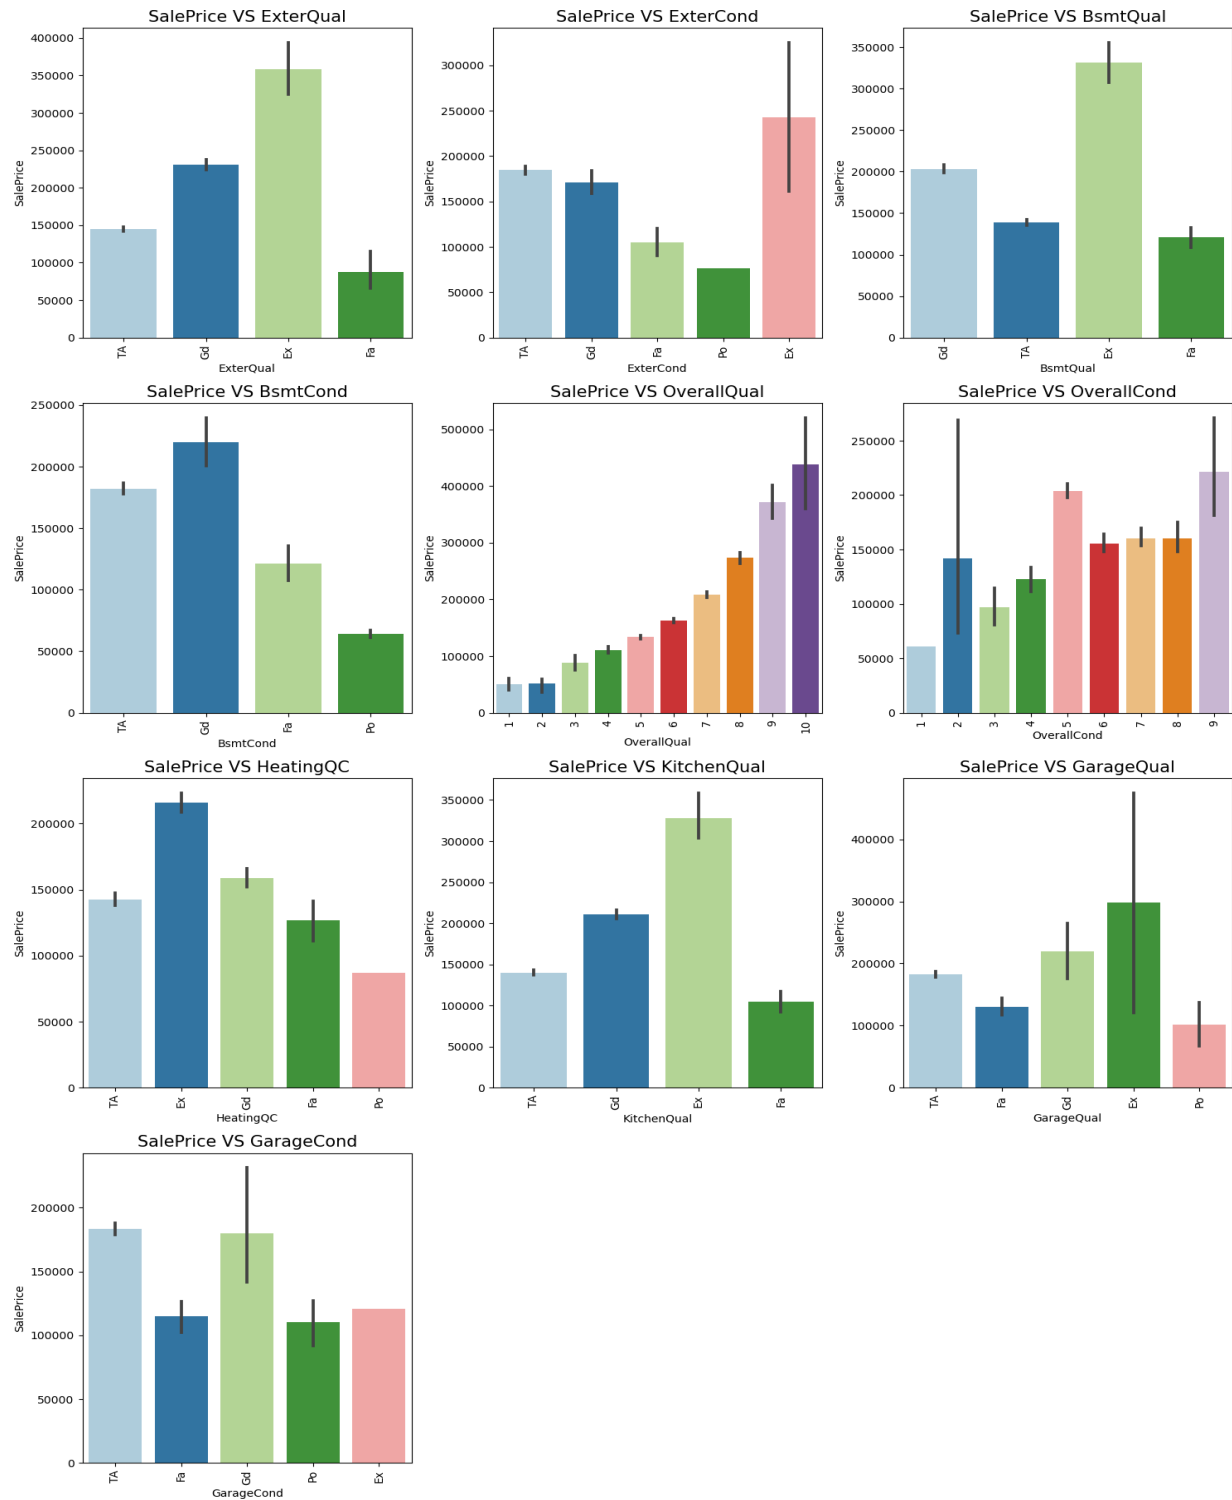 SalePrice VS ExterQual
400000
350000
300000
250000
200000
150000
100000
50000
0
SalePrice
TA Gd Ex Fa
ExterQual
SalePrice VS ExterCond
300000
250000
200000
150000
100000
50000
0
SalePrice
TA Gd Fa Po Ex
ExterCond
SalePrice VS BsmtQual
350000
300000
250000
200000
150000
100000
50000
0
SalePrice
Gd TA Ex Fa
BsmtQual
SalePrice VS BsmtCond
250000
200000
150000
100000
50000
0
SalePrice
TA Gd Fa Po
BsmtCond
SalePrice VS OverallQual
500000
400000
300000
200000
100000
0
SalePrice
1 2 3 4 5 6 7 8 9 10
OverallQual
SalePrice VS OverallCond
250000
200000
150000
100000
50000
0
SalePrice
1 2 3 4 5 6 7 8 9
OverallCond
SalePrice VS HeatingQC
200000
150000
100000
50000
0
SalePrice
TA Ex Gd Fa Po
HeatingQC
SalePrice VS KitchenQual
350000
300000
250000
200000
150000
100000
50000
0
SalePrice
TA Gd Ex Fa
KitchenQual
SalePrice VS GarageQual
400000
300000
200000
100000
0
SalePrice
TA Fa Gd Ex Po
GarageQual
SalePrice VS GarageCond
200000
150000
100000
50000
0
SalePrice
TA Fa Gd Po Ex
GarageCond